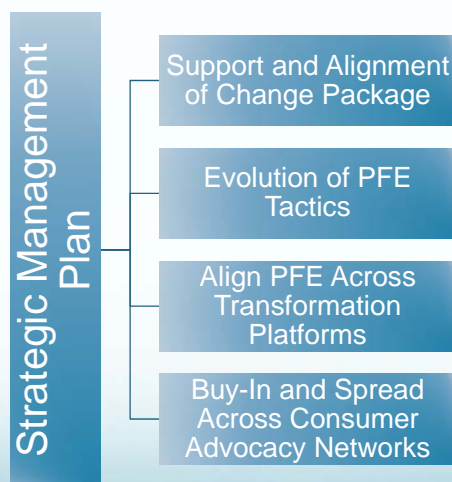 Strategic Management
Plan
Support and Alignment
of Change Package
Evolution of PFE
Tactics
Align PFE Across
Transformation
Platforms
Buy-In and Spread
Across Consumer
Advocacy Networks